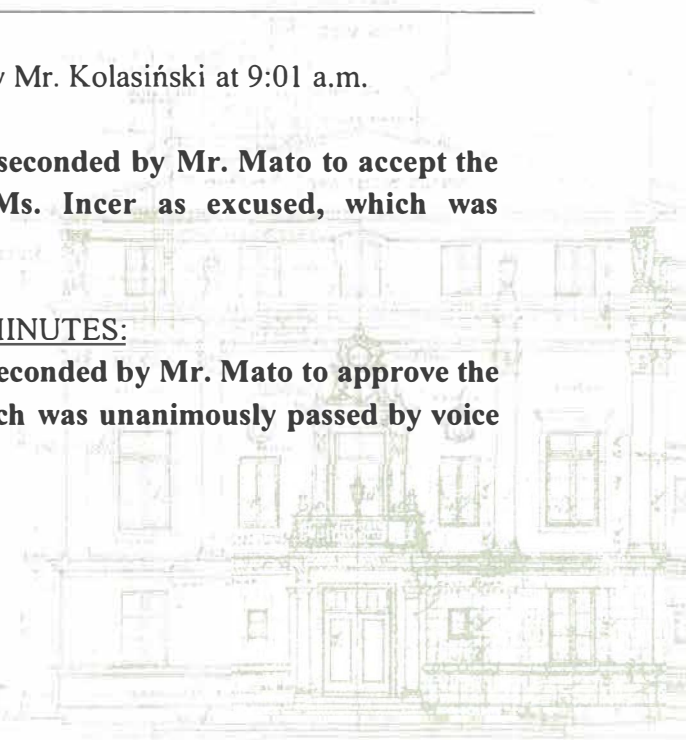 Mr. Kolasiński at 9:01 a.m.
seconded by Mr. Mato to accept the
Ms. Incer as excused, which was
MINUTES:
seconded by Mr. Mato to approve the
which was unanimously passed by voice